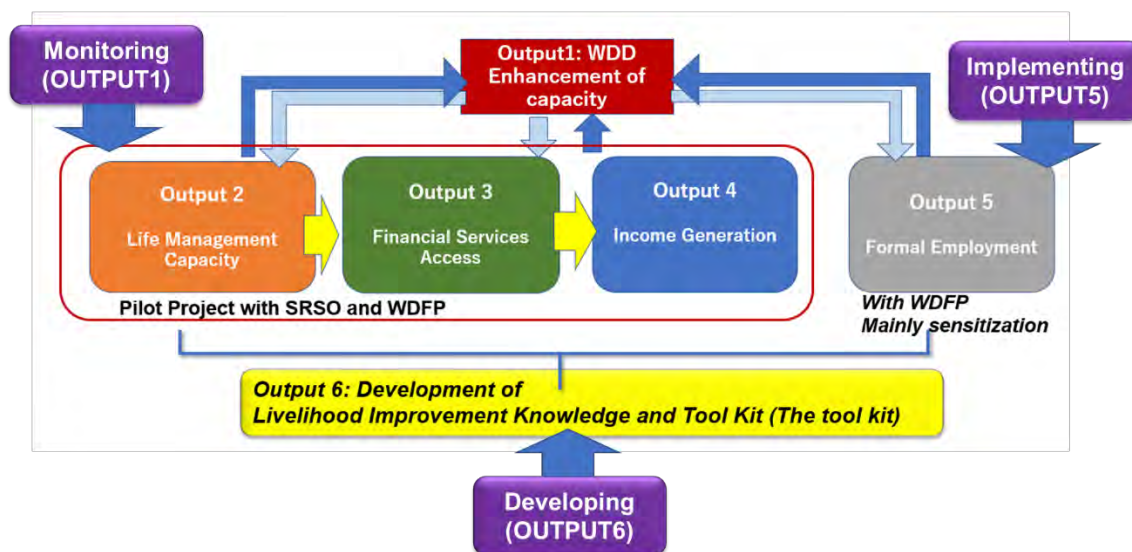 Monitoring
(OUTPUT1)
Output1: WDD
Enhancement of
capacity
Implementing
(OUTPUT5)
Output 2
Life Management
Capacity
Output 3
Financial Services
Access
Output 4
Income Generation
Output 5
Formal Employment
Pilot Project with SRSO and WDFP
With WDFP
Mainly sensitization
Output 6: Development of
Livelihood Improvement Knowledge and Tool Kit (The tool kit)
Developing
(OUTPUT6)